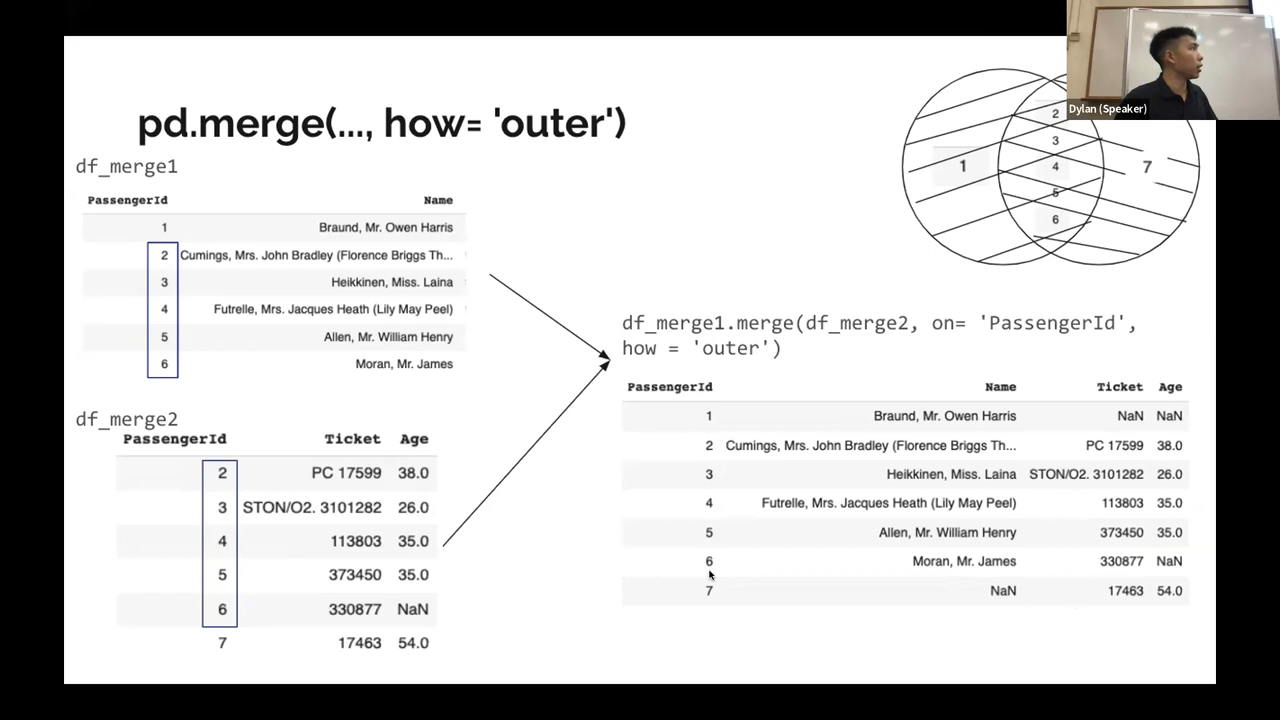 pd.merge(..., how= 'outer')
Dylan (Speaker)
1
2
3
4
5
6
7
df_merge1
PassengerId Name
1 Braund, Mr. Owen Harris
2 Cumings, Mrs. John Bradley (Florence Briggs Th...
3 Heikkinen, Miss. Laina
4 Futrelle, Mrs. Jacques Heath (Lily May Peel)
5 Allen, Mr. William Henry
6 Moran, Mr. James
df_merge2
PassengerId Ticket Age
2 PC 17599 38.0
3 STON/O2. 3101282 26.0
4 113803 35.0
5 373450 35.0
6 330877 NaN
7 17463 54.0
df_merge1.merge(df_merge2, on= 'PassengerId',
how = 'outer')
PassengerId Name Ticket Age
1 Braund, Mr. Owen Harris NaN NaN
2 Cumings, Mrs. John Bradley (Florence Briggs Th... PC 17599 38.0
3 Heikkinen, Miss. Laina STON/O2. 3101282 26.0
4 Futrelle, Mrs. Jacques Heath (Lily May Peel) 113803 35.0
5 Allen, Mr. William Henry 373450 35.0
6 Moran, Mr. James 330877 NaN
7 NaN 17463 54.0